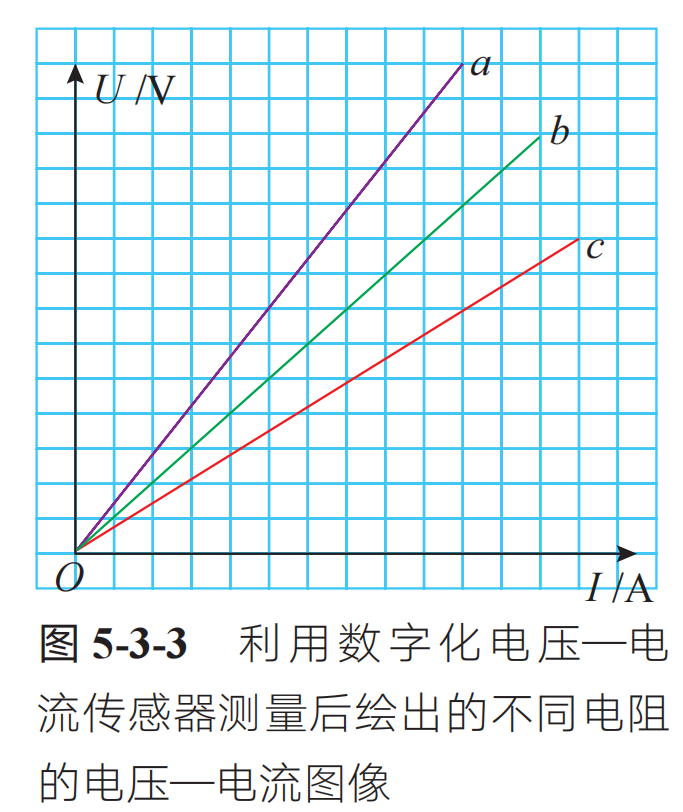 U /V
a
b
c
O
I /A
图 5-3-3 利用数字化电压—电
流传感器测量后绘出的不同电阻
的电压—电流图像